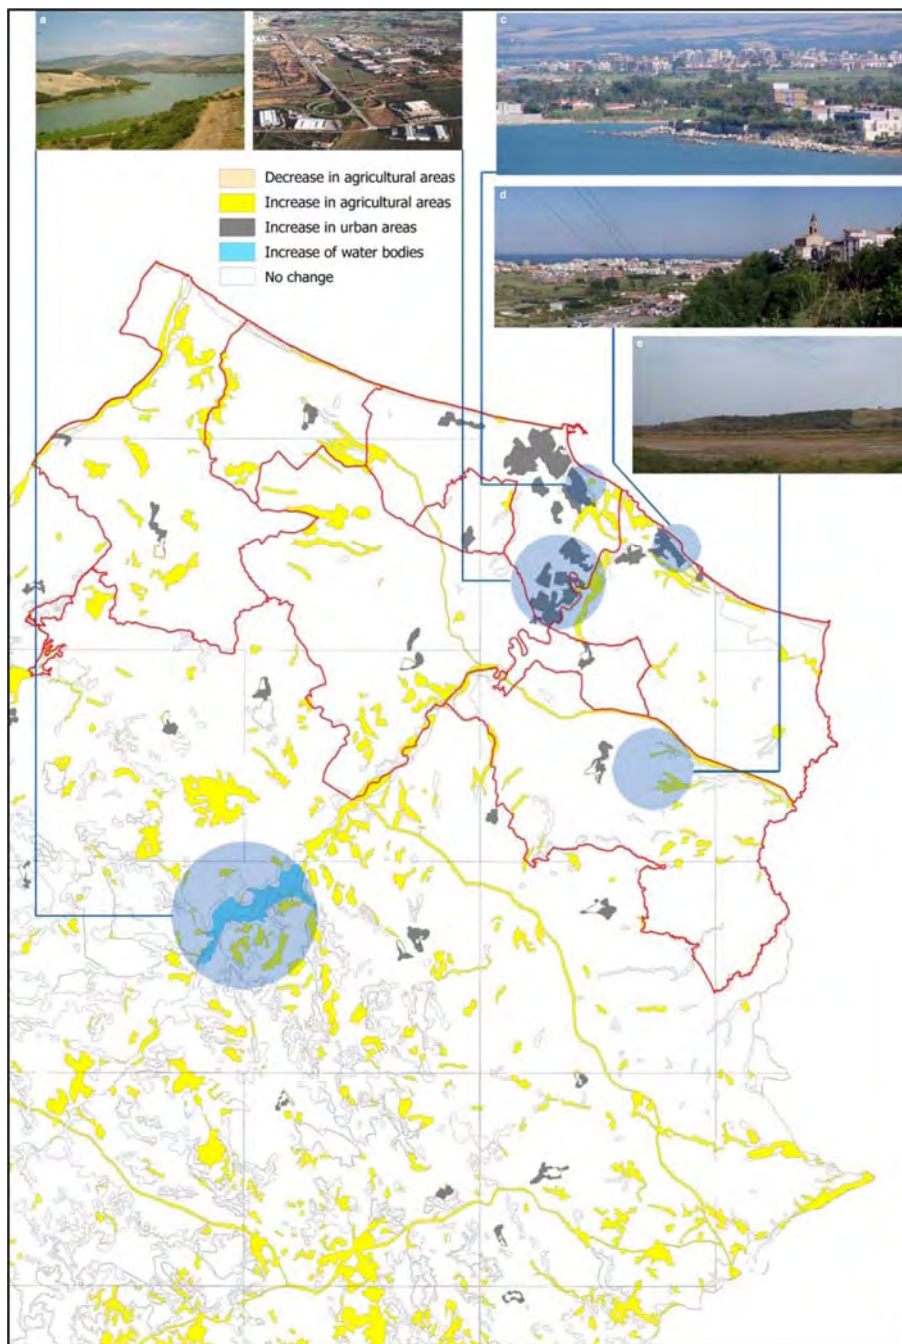 a
b
c
d
e
Decrease in agricultural areas
Increase in agricultural areas
Increase in urban areas
Increase of water bodies
No change